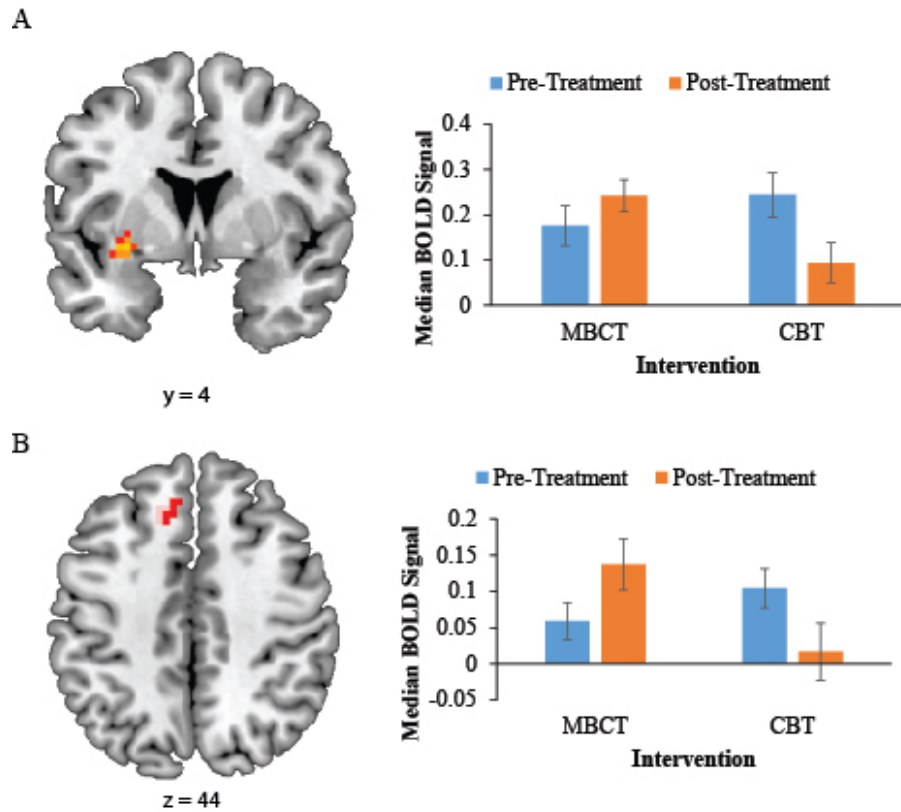 A
Pre-Treatment Post-Treatment
0.4
0.3
0.2
0.1
0
Median BOLD Signal
MBCT CBT
Intervention
y = 4
B
Pre-Treatment Post-Treatment
0.2
0.15
0.1
0.05
0
-0.05
Median BOLD Signal
MBCT CBT
Intervention
z = 44